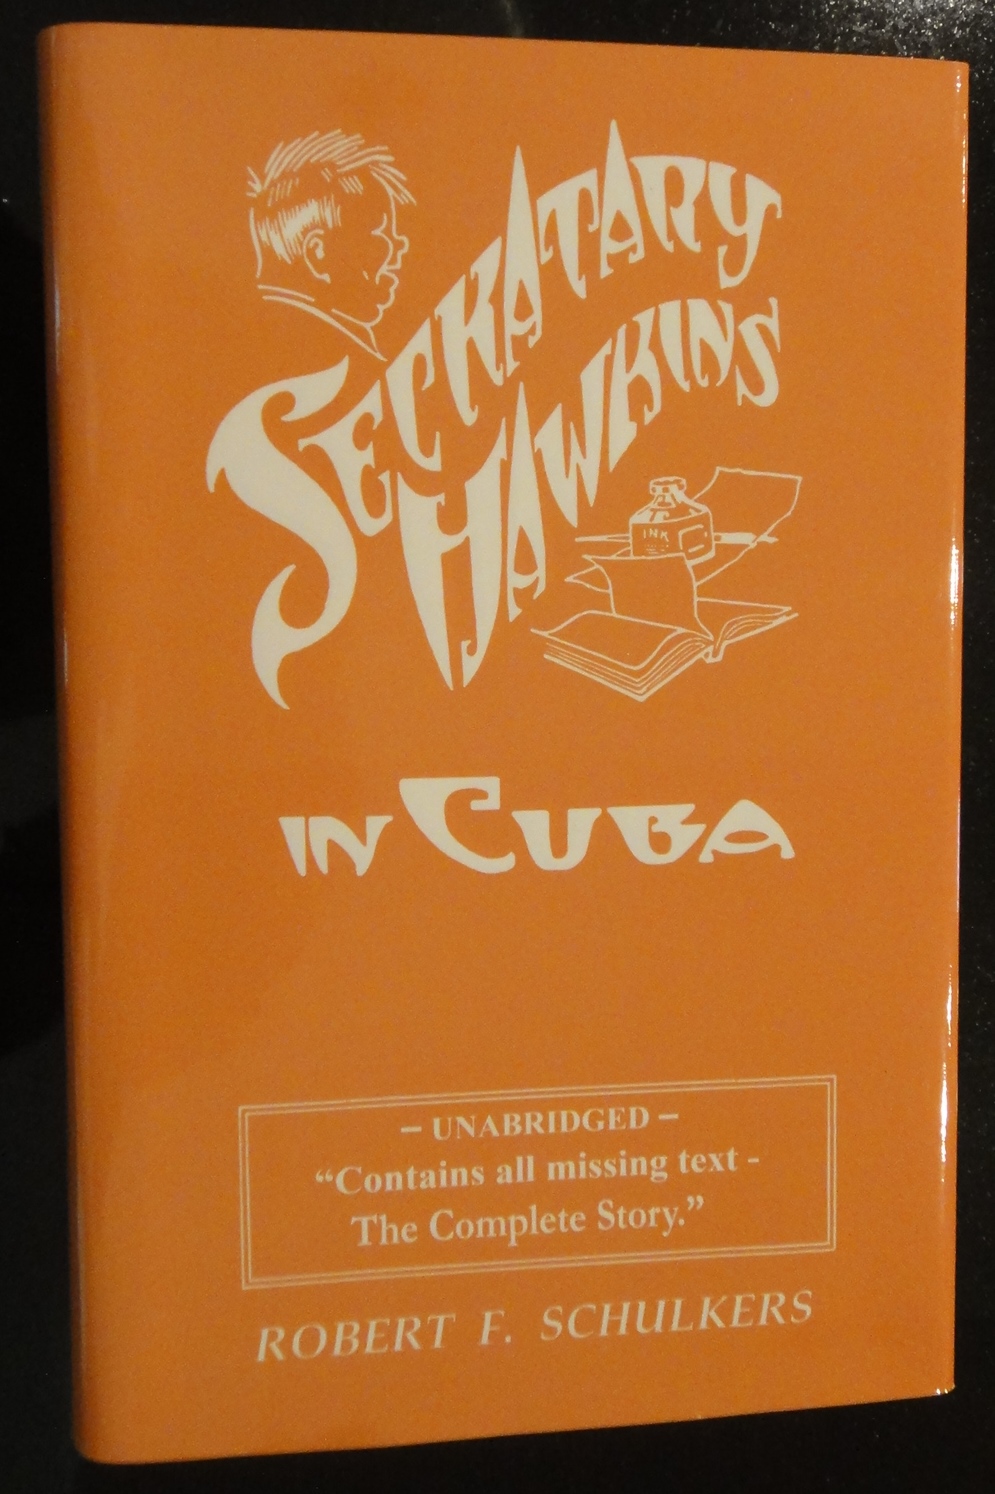 SECKATARY
HAWKINS
INK
IN CUBA
– UNABRIDGED –
“Contains all missing text -
The Complete Story.”
ROBERT F. SCHULKERS